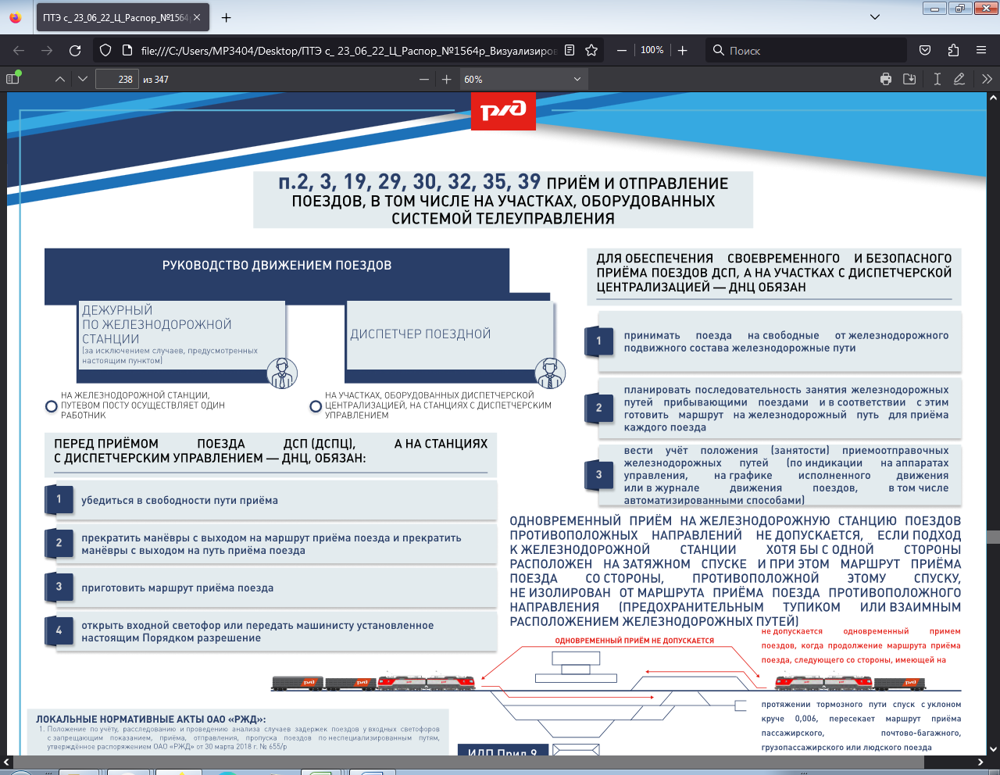 ПТЭ с_ 23_06_22_Ц_Распор_№1564
file:///C:/Users/MP3404/Desktop/ПТЭ с_ 23_06_22_Ц_Распор_№1564р_Визуализиров
100%
Поиск
238
из 347
60%
ржд
п.2, 3, 19, 29, 30, 32, 35, 39 ПРИЁМ И ОТПРАВЛЕНИЕ
ПОЕЗДОВ, В ТОМ ЧИСЛЕ НА УЧАСТКАХ, ОБОРУДОВАННЫХ
СИСТЕМОЙ ТЕЛЕУПРАВЛЕНИЯ
РУКОВОДСТВО ДВИЖЕНИЕМ ПОЕЗДОВ
ДЕЖУРНЫЙ
ПО ЖЕЛЕЗНОДОРОЖНОЙ
СТАНЦИИ
(за исключением случаев, предусмотренных
настоящим пунктом)
ДИСПЕТЧЕР ПОЕЗДНОЙ
НА ЖЕЛЕЗНОДОРОЖНОЙ СТАНЦИИ,
ПУТЕВОМ ПОСТУ ОСУЩЕСТВЛЯЕТ ОДИН
РАБОТНИК
НА УЧАСТКАХ, ОБОРУДОВАННЫХ ДИСПЕТЧЕРСКОЙ
ЦЕНТРАЛИЗАЦИЕЙ, НА СТАНЦИЯХ С ДИСПЕТЧЕРСКИМ
УПРАВЛЕНИЕМ
ПЕРЕД ПРИЁМОМ ПОЕЗДА ДСП (ДСПЦ), А НА СТАНЦИЯХ
С ДИСПЕТЧЕРСКИМ УПРАВЛЕНИЕМ — ДНЦ, ОБЯЗАН:
1
убедиться в свободности пути приёма
2
прекратить манёвры с выходом на маршрут приёма поезда и прекратить
манёвры с выходом на путь приёма поезда
3
приготовить маршрут приёма поезда
4
открыть входной светофор или передать машинисту установленное
настоящим Порядком разрешение
ДЛЯ ОБЕСПЕЧЕНИЯ СВОЕВРЕМЕННОГО И БЕЗОПАСНОГО
ПРИЁМА ПОЕЗДОВ ДСП, А НА УЧАСТКАХ С ДИСПЕТЧЕРСКОЙ
ЦЕНТРАЛИЗАЦИЕЙ — ДНЦ ОБЯЗАН
1
принимать поезда на свободные от железнодорожного
подвижного состава железнодорожные пути
2
планировать последовательность занятия железнодорожных
путей прибывающими поездами и в соответствии с этим
готовить маршрут на железнодорожный путь для приёма
каждого поезда
3
вести учёт положения (занятости) приемоотправочных
железнодорожных путей (по индикации на аппаратах
управления, на графике исполненного движения
или в журнале движения поездов, в том числе
автоматизированными способами)
ОДНОВРЕМЕННЫЙ ПРИЁМ НА ЖЕЛЕЗНОДОРОЖНУЮ СТАНЦИЮ ПОЕЗДОВ
ПРОТИВОПОЛОЖНЫХ НАПРАВЛЕНИЙ НЕ ДОПУСКАЕТСЯ, ЕСЛИ ПОДХОД
К ЖЕЛЕЗНОДОРОЖНОЙ СТАНЦИИ ХОТЯ БЫ С ОДНОЙ СТОРОНЫ
РАСПОЛОЖЕН НА ЗАТЯЖНОМ СПУСКЕ И ПРИ ЭТОМ МАРШРУТ ПРИЁМА
ПОЕЗДА СО СТОРОНЫ, ПРОТИВОПОЛОЖНОЙ ЭТОМУ СПУСКУ,
НЕ ИЗОЛИРОВАН ОТ МАРШРУТА ПРИЁМА ПОЕЗДА ПРОТИВОПОЛОЖНОГО
НАПРАВЛЕНИЯ (ПРЕДОХРАНИТЕЛЬНЫМ ТУПИКОМ ИЛИ ВЗАИМНЫМ
РАСПОЛОЖЕНИЕМ ЖЕЛЕЗНОДОРОЖНЫХ ПУТЕЙ)
ОДНОВРЕМЕННЫЙ ПРИЁМ НЕ ДОПУСКАЕТСЯ
не допускается одновременный примем
поездов, когда продолжение маршрута приёма
поезда, следующего со стороны, имеющей на
протяжении тормозного пути спуск с уклоном
круче 0,006, пересекает маршрут приёма
пассажирского, почтово-багажного,
грузопассажирского или людского поезда
ЛОКАЛЬНЫЕ НОРМАТИВНЫЕ АКТЫ ОАО «РЖД»:
1. Положение по учёту, расследованию и проведению анализа случаев задержек поездов у входных светофоров
с запрещающим показанием, приёма, отправления, пропуска поездов по неспециализированным путям,
утверждённое распоряжением ОАО «РЖД» от 30 марта 2018 г. № 655/р
ИДП Прил 9